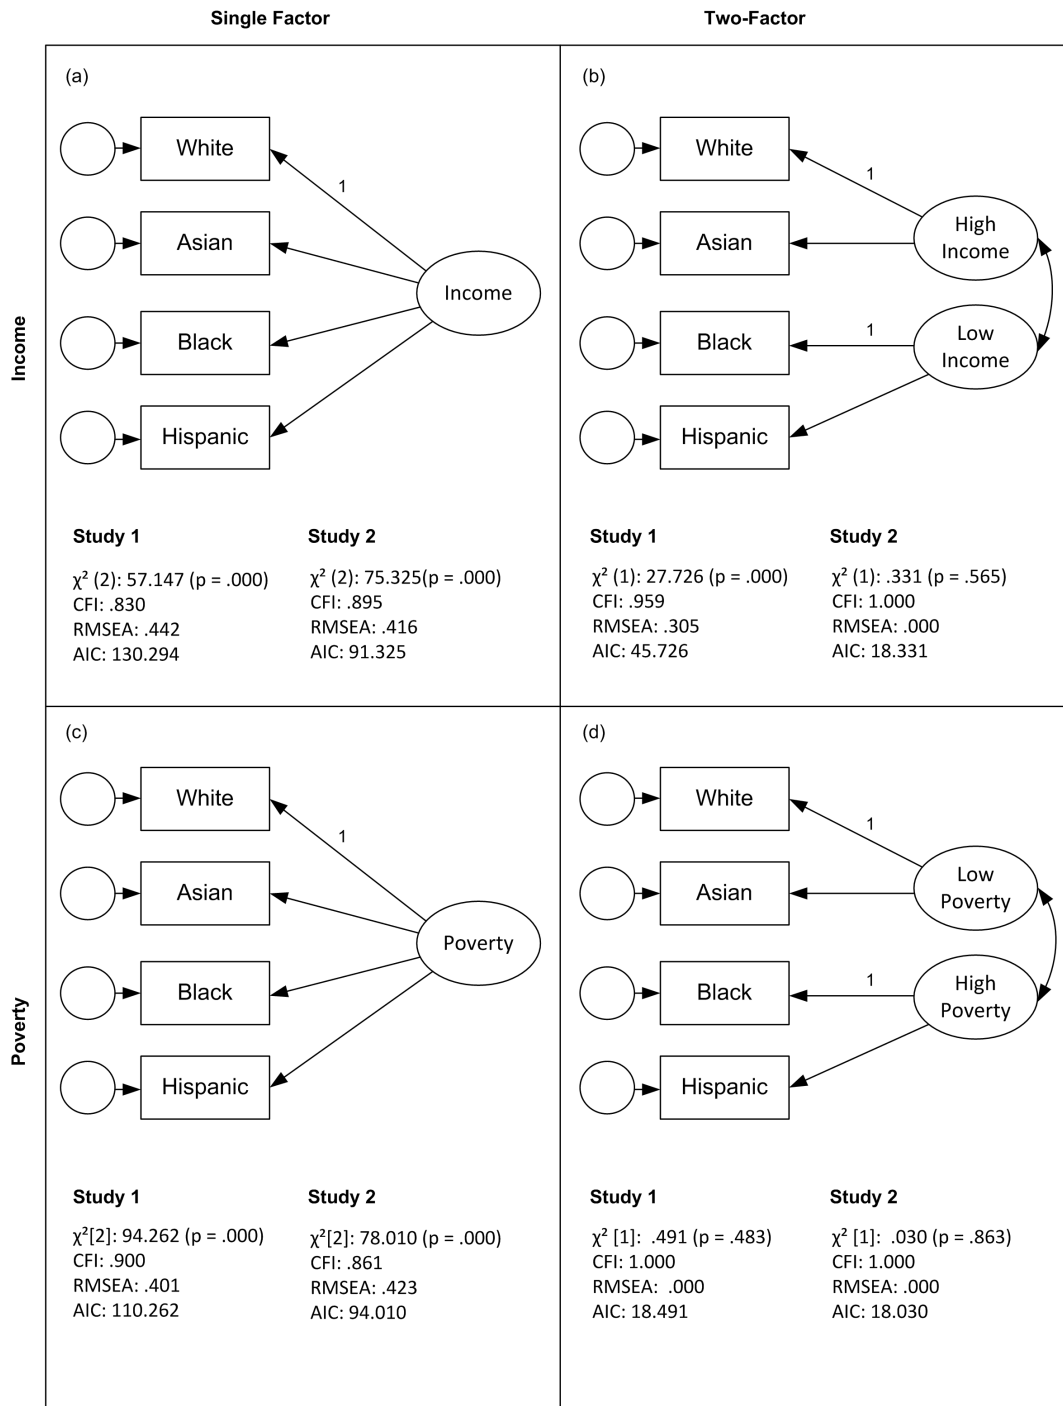 Single Factor
Two-Factor
Income
(a)
White
Asian
Black
Hispanic
1
Income
Study 1
χ² (2): 57.147 (p = .000)
CFI: .830
RMSEA: .442
AIC: 130.294
Study 2
χ² (2): 75.325(p = .000)
CFI: .895
RMSEA: .416
AIC: 91.325
(b)
White
Asian
Black
Hispanic
1
High
Income
1
Low
Income
Study 1
χ² (1): 27.726 (p = .000)
CFI: .959
RMSEA: .305
AIC: 45.726
Study 2
χ² (1): .331 (p = .565)
CFI: 1.000
RMSEA: .000
AIC: 18.331
Poverty
(c)
White
Asian
Black
Hispanic
1
Poverty
Study 1
χ²[2]: 94.262 (p = .000)
CFI: .900
RMSEA: .401
AIC: 110.262
Study 2
χ²[2]: 78.010 (p = .000)
CFI: .861
RMSEA: .423
AIC: 94.010
(d)
White
Asian
Black
Hispanic
1
Low
Poverty
1
High
Poverty
Study 1
χ² [1]: .491 (p = .483)
CFI: 1.000
RMSEA: .000
AIC: 18.491
Study 2
χ² [1]: .030 (p = .863)
CFI: 1.000
RMSEA: .000
AIC: 18.030